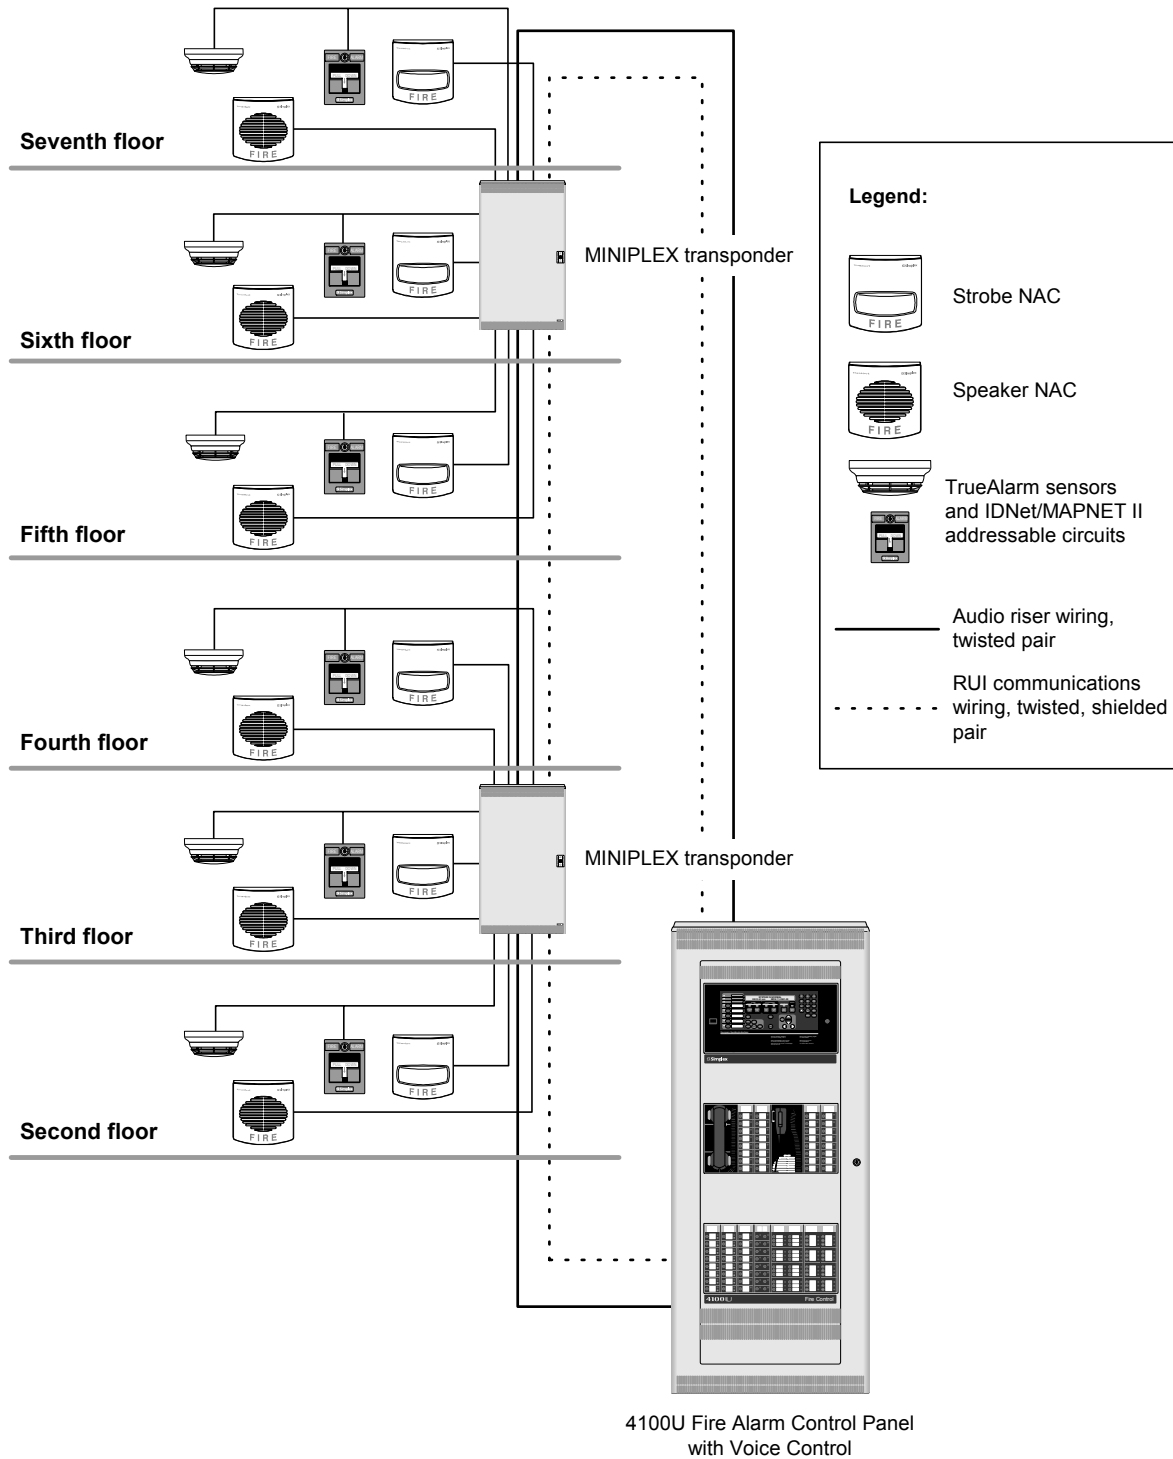 FIRE
FIRE
Seventh floor
FIRE
MINIPLEX transponder
FIRE
Sixth floor
FIRE
Fifth floor
FIRE
FIRE
Fourth floor
FIRE
MINIPLEX transponder
FIRE
Third floor
FIRE
FIRE
Second floor
Legend:
FIRE
Strobe NAC
FIRE
Speaker NAC
TrueAlarm sensors
and IDNet/MAPNET II
addressable circuits
Audio riser wiring,
twisted pair
RUI communications
wiring, twisted, shielded
pair
Simplex
4100U Fire Control
4100U Fire Alarm Control Panel
with Voice Control